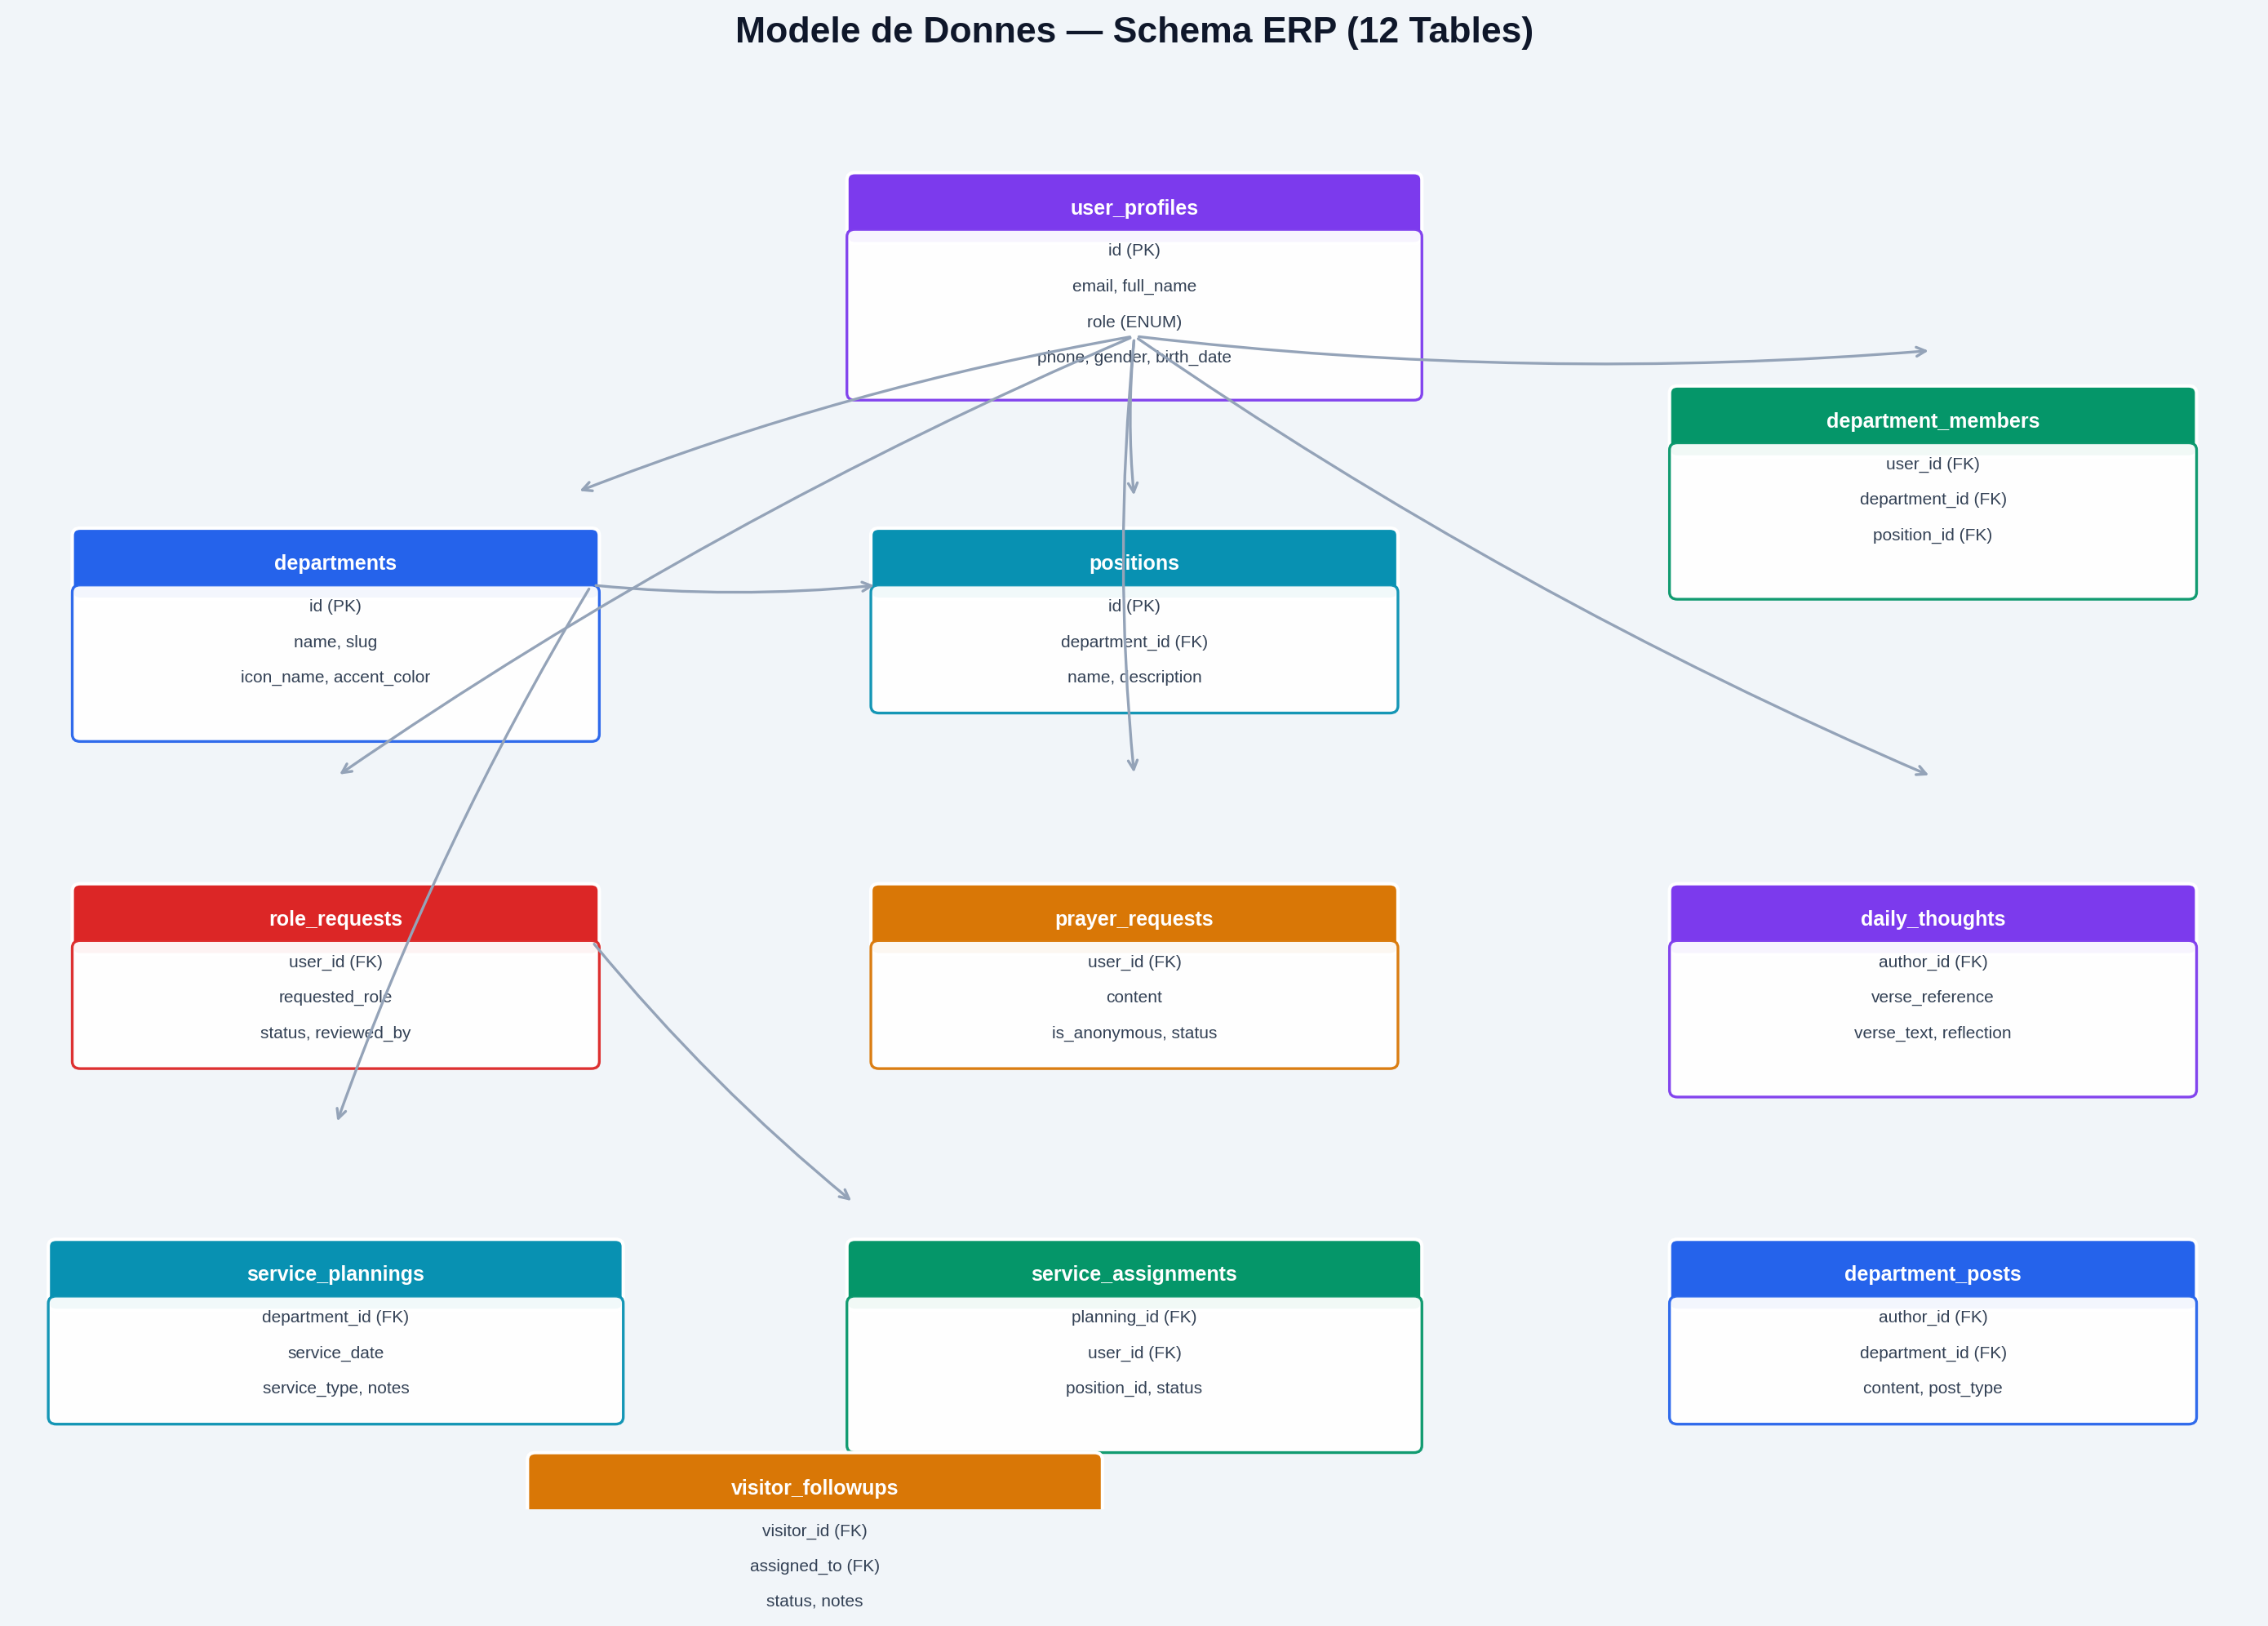 Modele de Donnes — Schema ERP (12 Tables)
user_profiles
id (PK)
email, full_name
role (ENUM)
phone, gender, birth_date
department_members
user_id (FK)
department_id (FK)
position_id (FK)
departments
id (PK)
name, slug
icon_name, accent_color
positions
id (PK)
department_id (FK)
name, description
role_requests
user_id (FK)
requested_role
status, reviewed_by
prayer_requests
user_id (FK)
content
is_anonymous, status
daily_thoughts
author_id (FK)
verse_reference
verse_text, reflection
service_plannings
department_id (FK)
service_date
service_type, notes
service_assignments
planning_id (FK)
user_id (FK)
position_id, status
department_posts
author_id (FK)
department_id (FK)
content, post_type
visitor_followups
visitor_id (FK)
assigned_to (FK)
status, notes